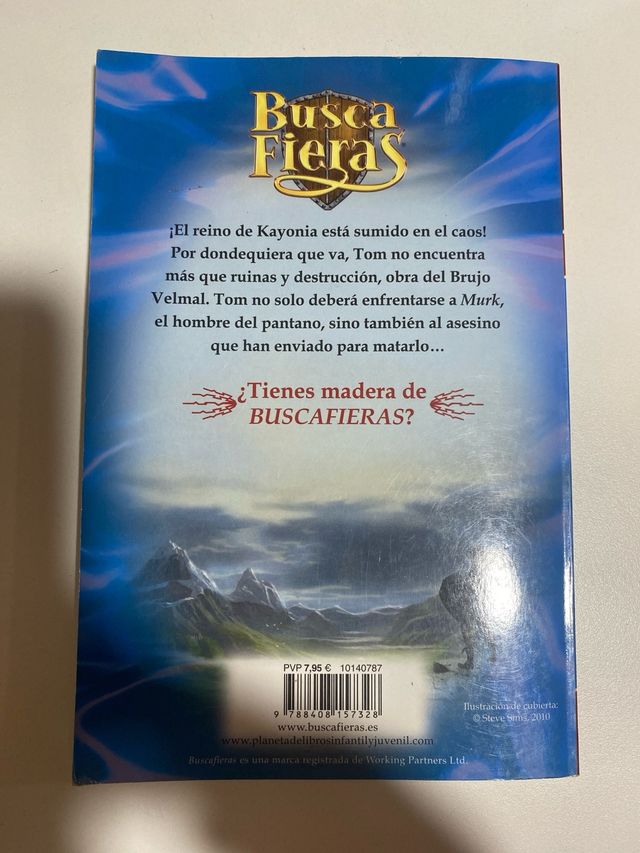 Busca
Fieras
¡El reino de Kayonia está sumido en el caos!
Por dondequiera que va, Tom no encuentra
más que ruinas y destrucción, obra del Brujo
Velmal. Tom no solo deberá enfrentarse a Murk,
el hombre del pantano, sino también al asesino
que han enviado para matarlo…
¿Tienes madera de
BUSCAFIERAS?
PVP 7,95 € 10140787
9 788408 157328
www.buscafieras.es
www.planetadelibrosinfantilyjuvenil.com
Buscafieras es una marca registrada de Working Partners Ltd.
Ilustración de cubierta:
© Steve Sims, 2010